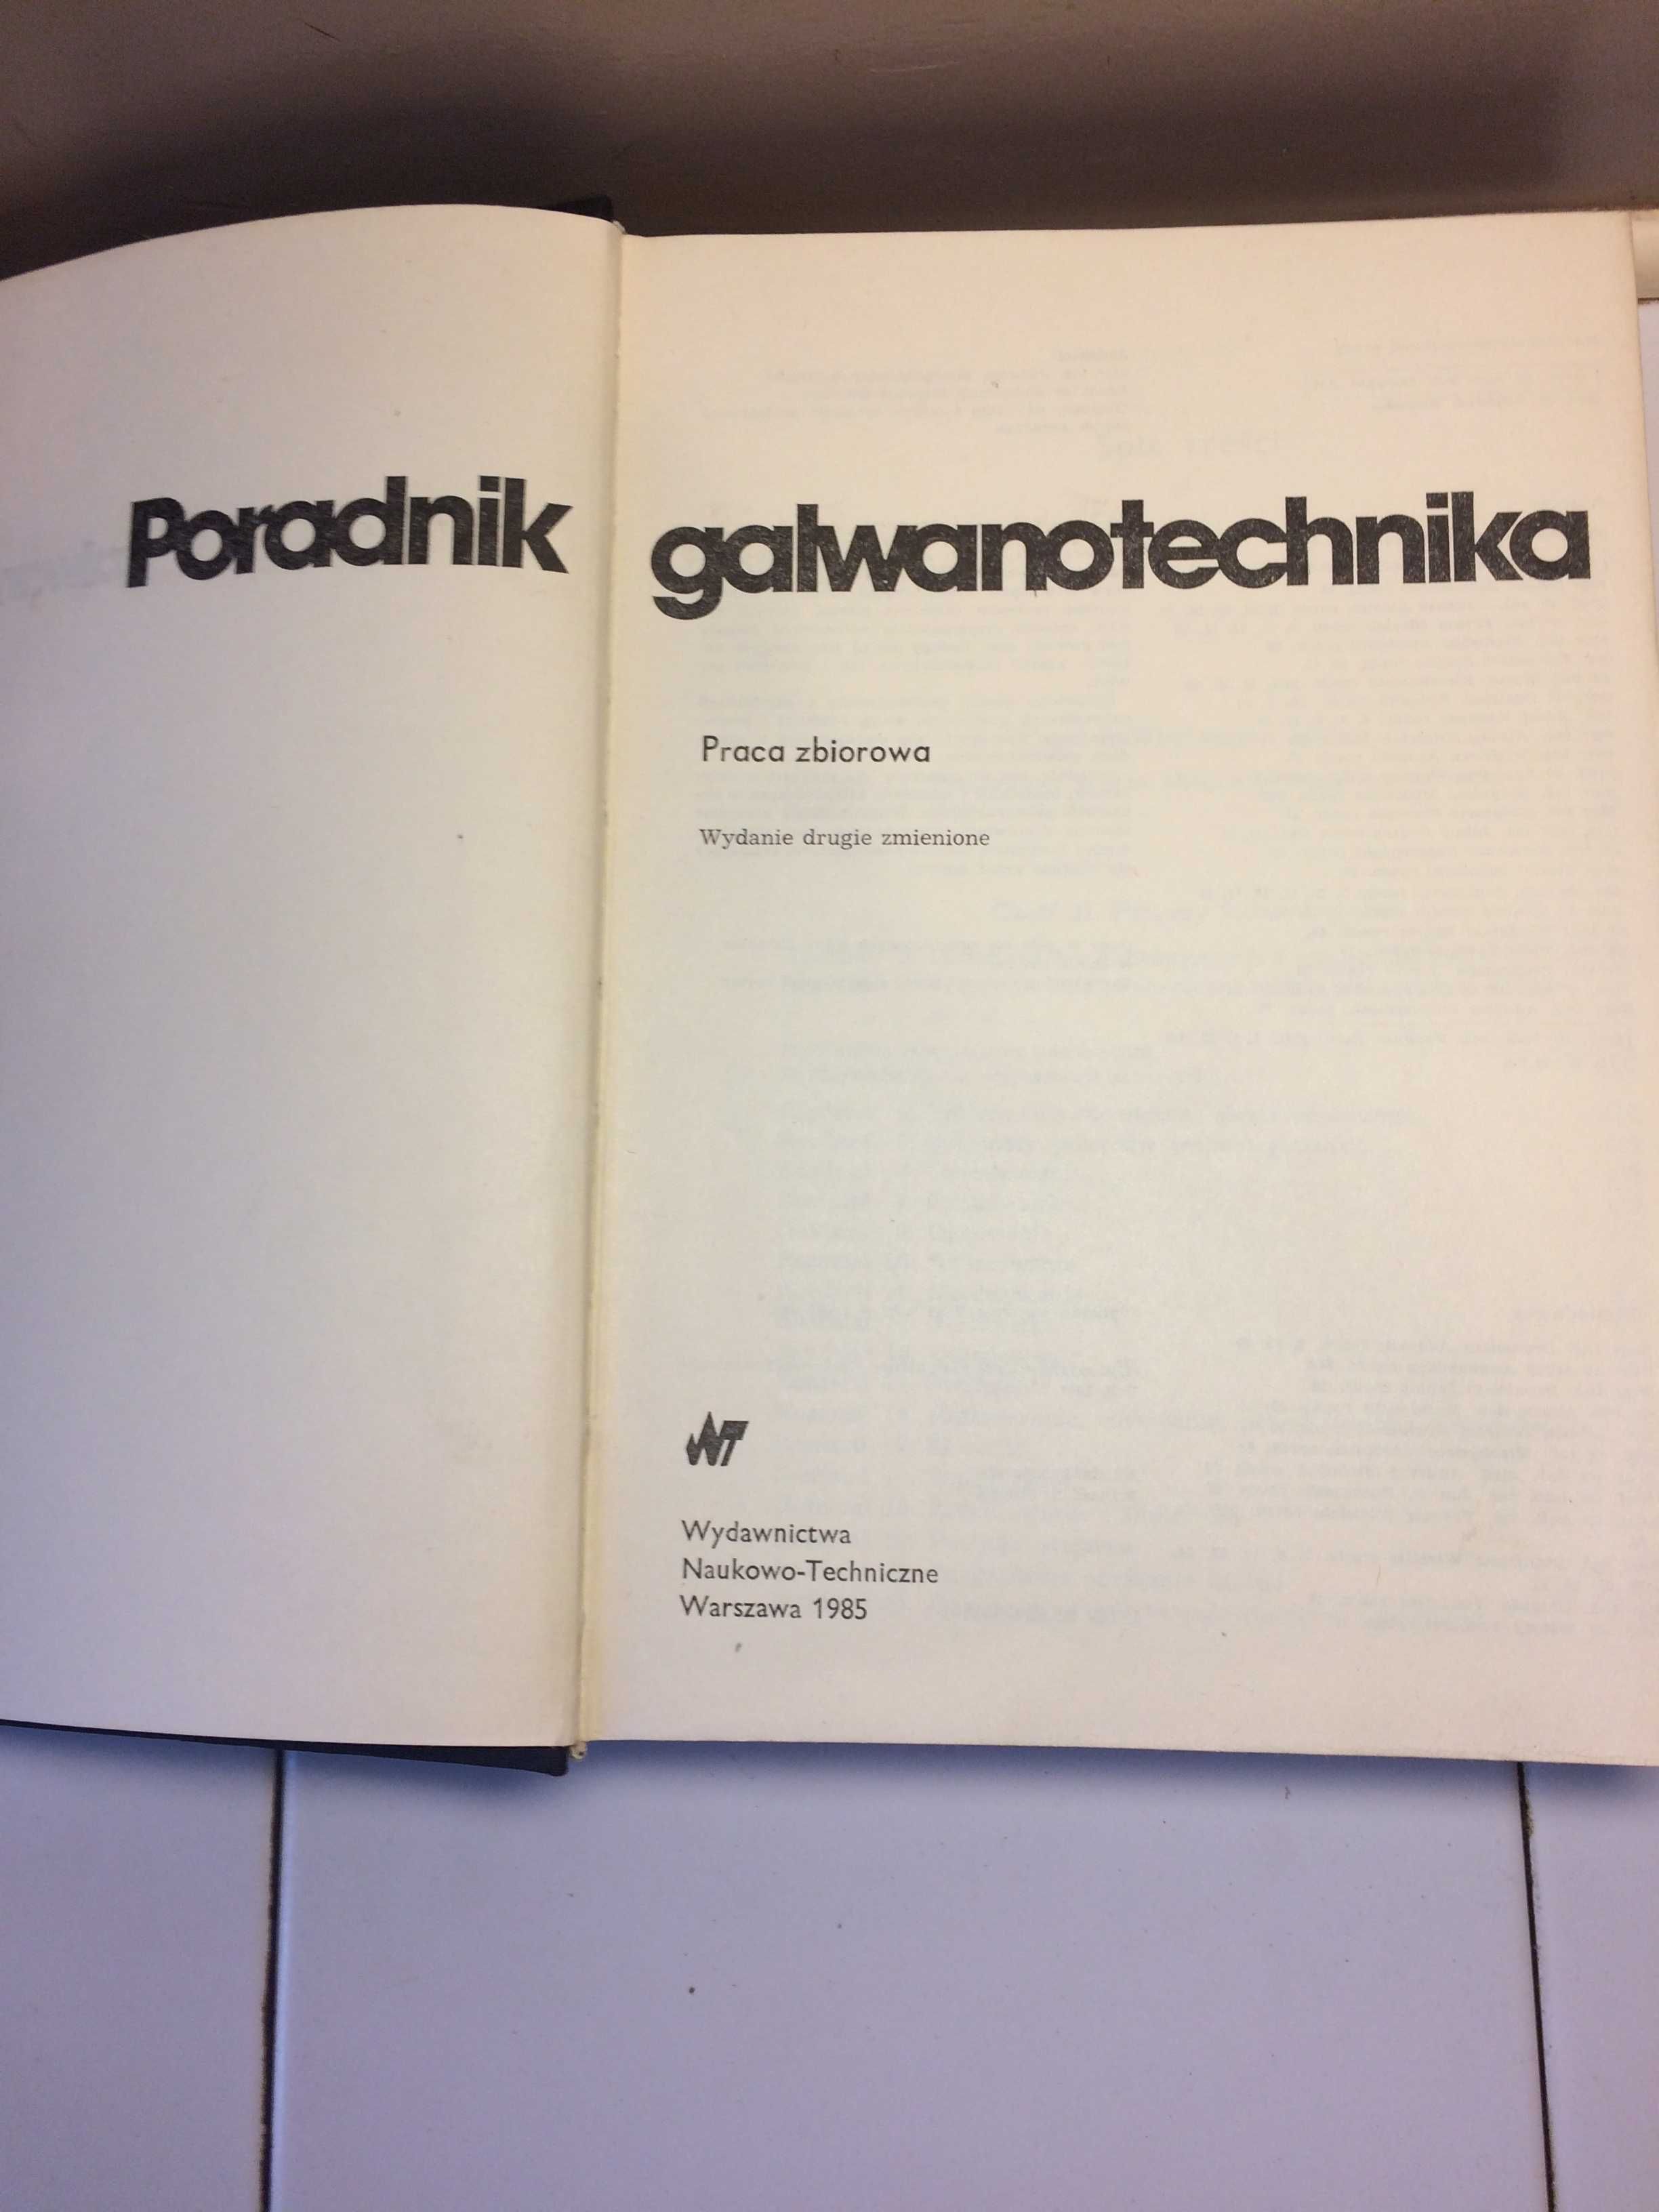 Poradnik galwanotechnika
Praca zbiorowa
Wydanie drugie zmienione
WNT
Wydawnictwa
Naukowo-Techniczne
Warszawa 1985